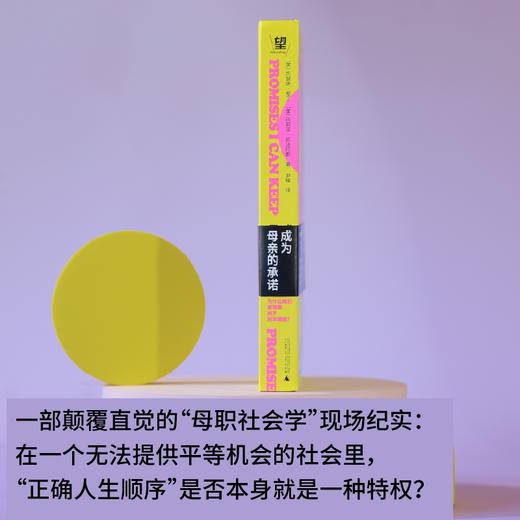 望
PROMISES I CAN KEEP
成为
母亲的承诺
PROMISE
一部颠覆直觉的“母职社会学”现场纪实：
在一个无法提供平等机会的社会里，
“正确人生顺序”是否本身就是一种特权？